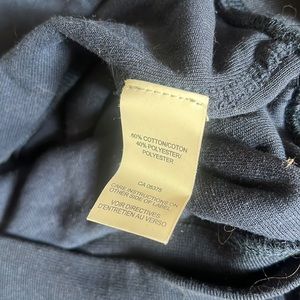 60% COTTON/COTON
40% POLYESTER/
POLYESTER
CA 05375
CARE INSTRUCTIONS ON
OTHER SIDE OF LABEL.
VOIR DIRECTIVES
D'ENTRETIEN AU VERSO